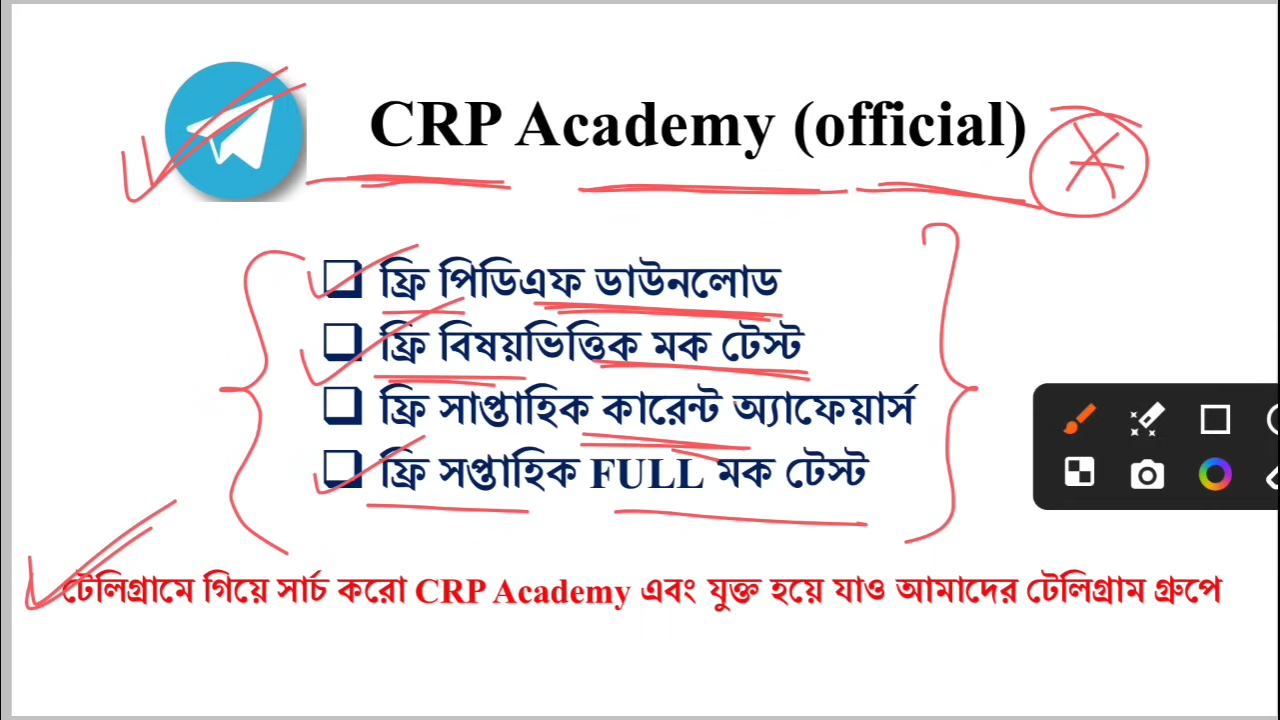 CRP Academy (official)
ফ্রি পিডিএফ ডাউনলোড
ফ্রি বিষয়ভিত্তিক মক টেস্ট
ফ্রি সাপ্তাহিক কারেন্ট অ্যাফেয়ার্স
ফ্রি সপ্তাহিক FULL মক টেস্ট
টেলিগ্রামে গিয়ে সার্চ করো CRP Academy এবং যুক্ত হয়ে যাও আমাদের টেলিগ্রাম গ্রুপে